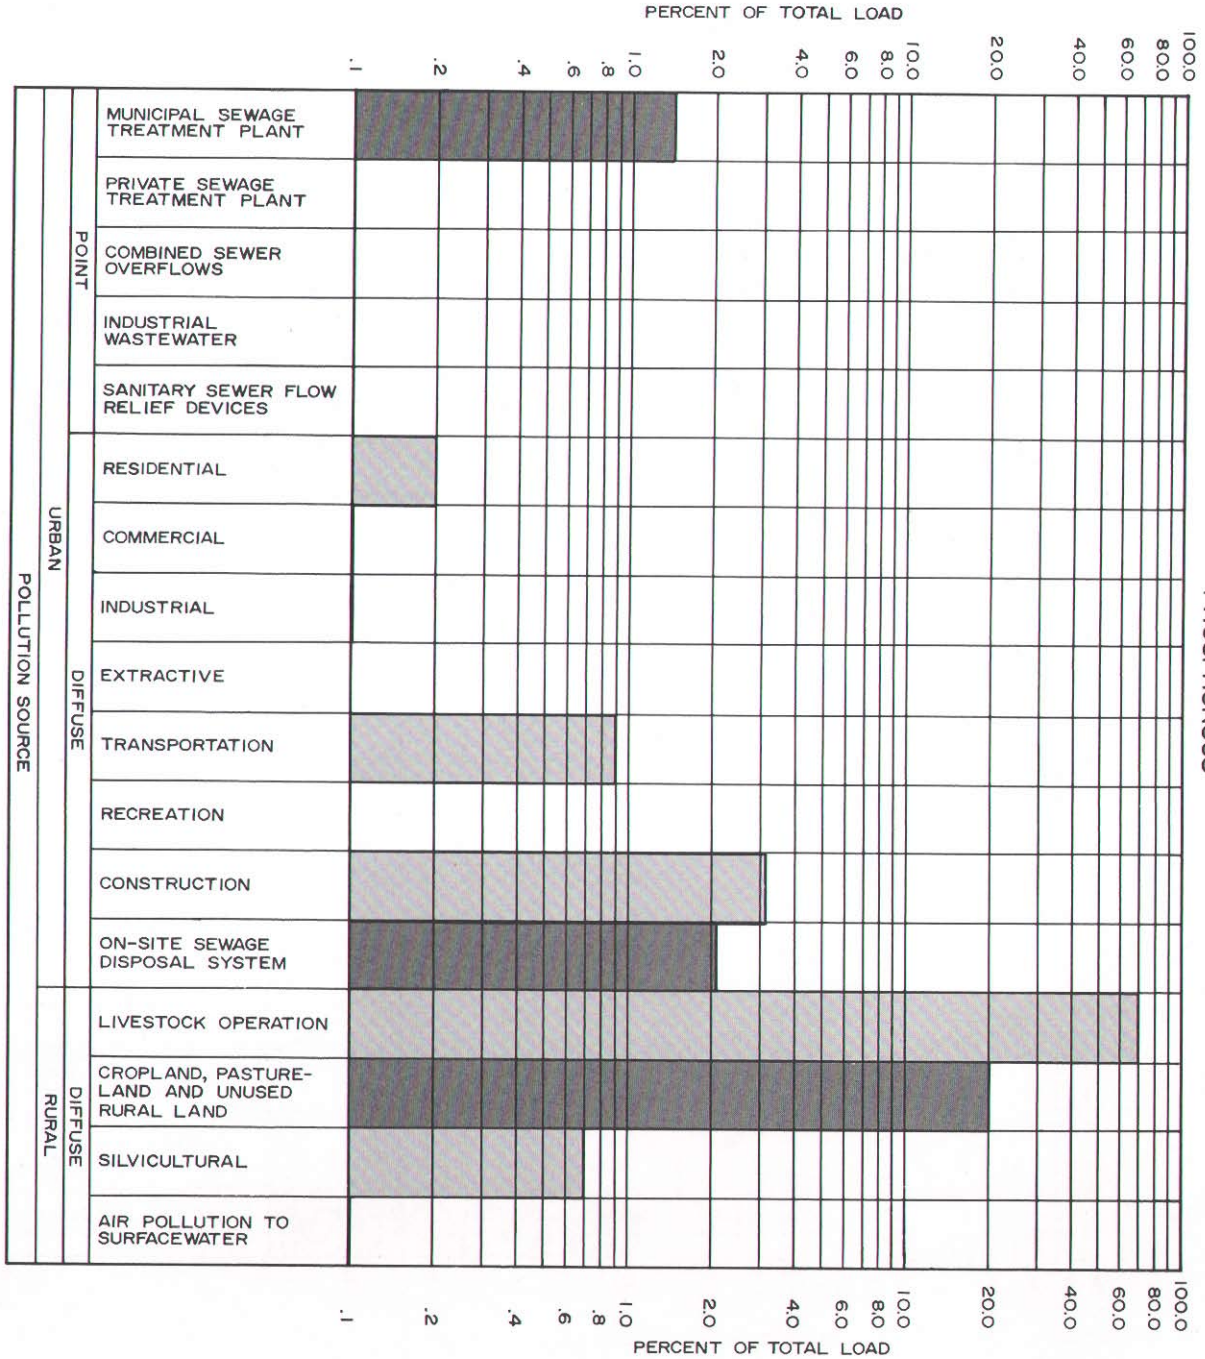 PERCENT OF TOTAL LOAD
.1
.2
.4
.6
.8
1.0
2.0
4.0
6.0
8.0
10.0
20.0
40.0
60.0
80.0
100.0
MUNICIPAL SEWAGE
TREATMENT PLANT
PRIVATE SEWAGE
TREATMENT PLANT
COMBINED SEWER
OVERFLOWS
INDUSTRIAL
WASTEWATER
SANITARY SEWER FLOW
RELIEF DEVICES
RESIDENTIAL
COMMERCIAL
INDUSTRIAL
EXTRACTIVE
TRANSPORTATION
RECREATION
CONSTRUCTION
ON-SITE SEWAGE
DISPOSAL SYSTEM
LIVESTOCK OPERATION
CROPLAND, PASTURE-
LAND AND UNUSED
RURAL LAND
SILVICULTURAL
AIR POLLUTION TO
SURFACEWATER
POINT
DIFFUSE
DIFFUSE
URBAN
RURAL
POLLUTION SOURCE
.1
.2
.4
.6
.8
1.0
2.0
4.0
6.0
8.0
10.0
20.0
40.0
60.0
80.0
100.0
PERCENT OF TOTAL LOAD